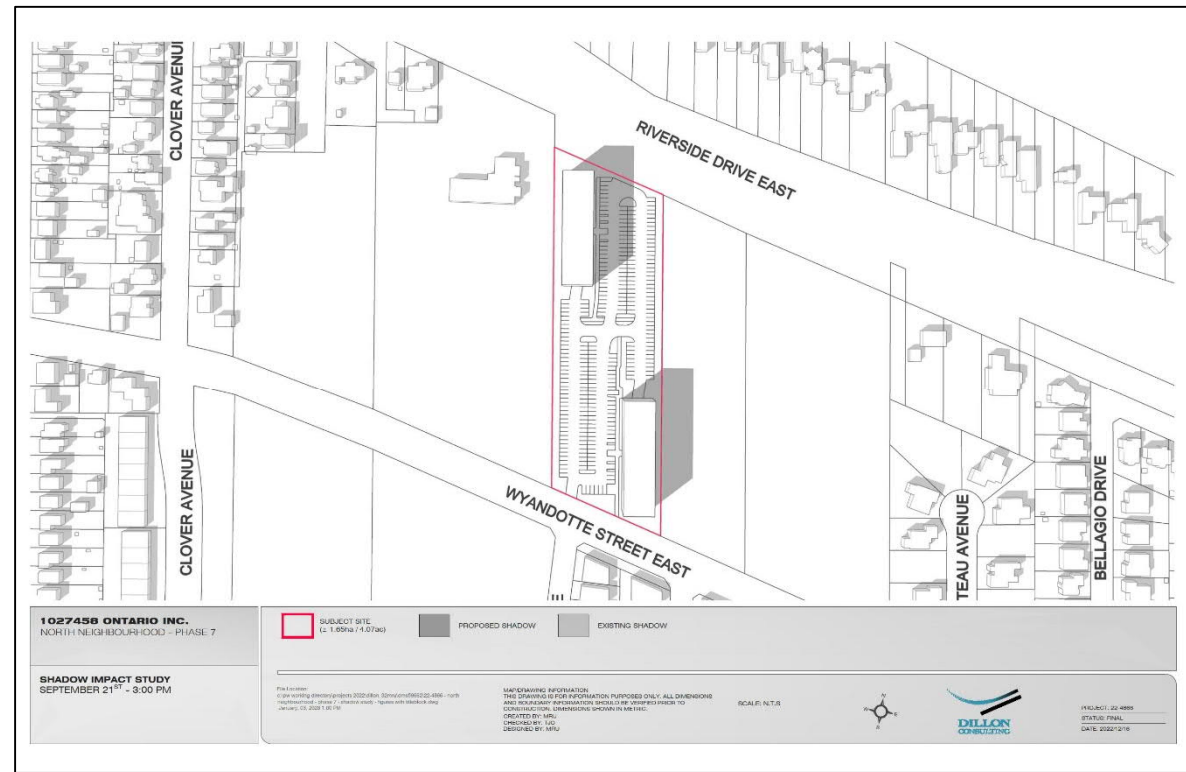 CLOVER AVENUE
RIVERSIDE DRIVE EAST
CLOVER AVENUE
WYANDOTTE STREET EAST
TEAU AVENUE
BELLAGIO DRIVE
1027458 ONTARIO INC.
NORTH NEIGHBOURHOOD - PHASE 7
SHADOW IMPACT STUDY
SEPTEMBER 21ST - 3:00 PM
SUBJECT SITE
(± 1.65ha / 4.07ac)
PROPOSED SHADOW
EXISTING SHADOW
File Location:
MAP/DRAWING INFORMATION
THIS DRAWING IS FOR INFORMATION PURPOSES ONLY. ALL DIMENSIONS
AND BOUNDARY INFORMATION SHOULD BE VERIFIED PRIOR TO
CONSTRUCTION. DIMENSIONS SHOWN IN METRIC.
CREATED BY: MRU
CHECKED BY: TJO
DESIGNED BY: MRU
SCALE: N.T.S
DILLON
CONSULTING
PROJECT: 22-4866
STATUS: FINAL
DATE: 2022/12/16